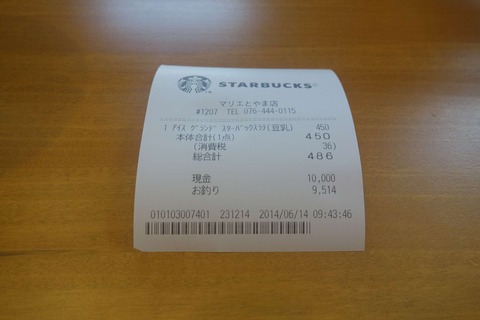 STARBUCKS®
マリエとやま店
#1207 TEL 076-444-0115
1 アイス グランデ スターバックスラテ(豆乳) 450
本体合計(1点) 450
(消費税 36)
総合計 486
現金 10,000
お釣り 9,514
010103007401 231214 2014/06/14 09:43:46